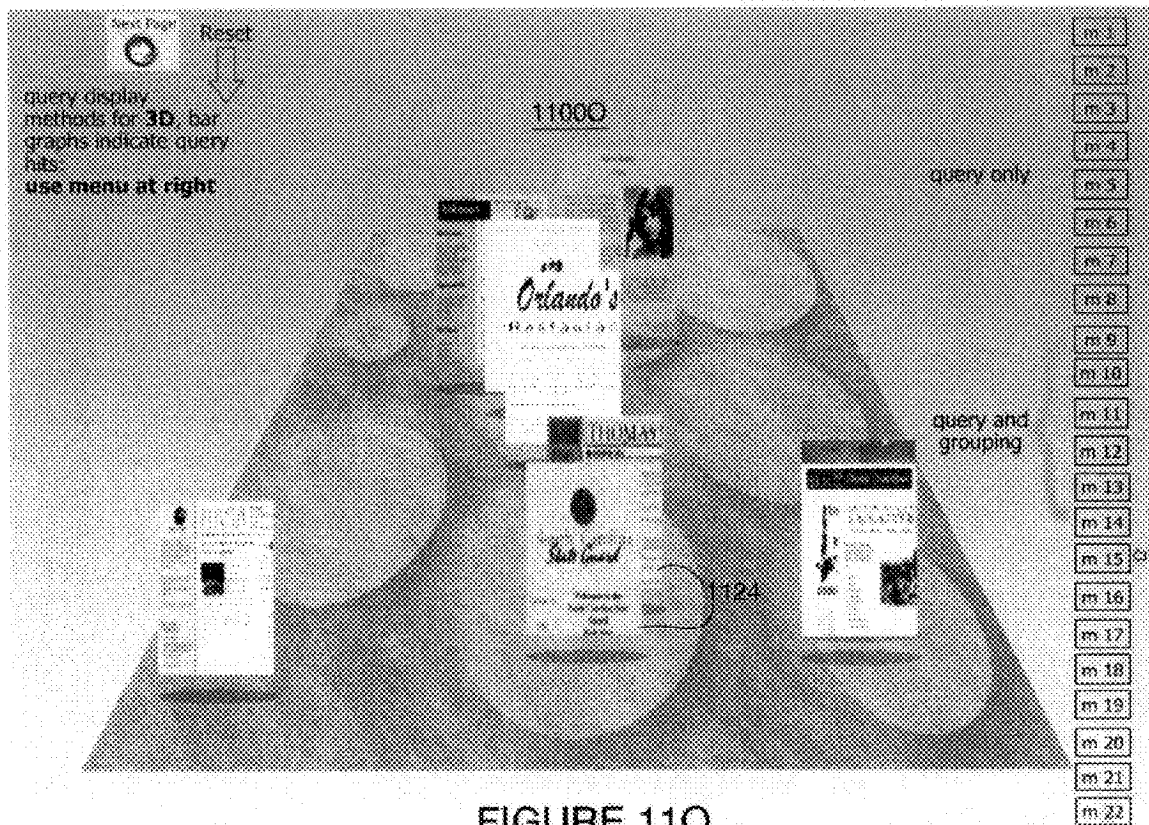 Next Page
Reset
query display
methods for 3D, bar
graphs indicate query
hits:
use menu at right
1100O
query only
Orlando's
THOMAS
query and
grouping
1124
m 1
m 2
m 3
m 4
m 5
m 6
m 7
m 8
m 9
m 10
m 11
m 12
m 13
m 14
m 15
m 16
m 17
m 18
m 19
m 20
m 21
m 22
FIGURE 11O